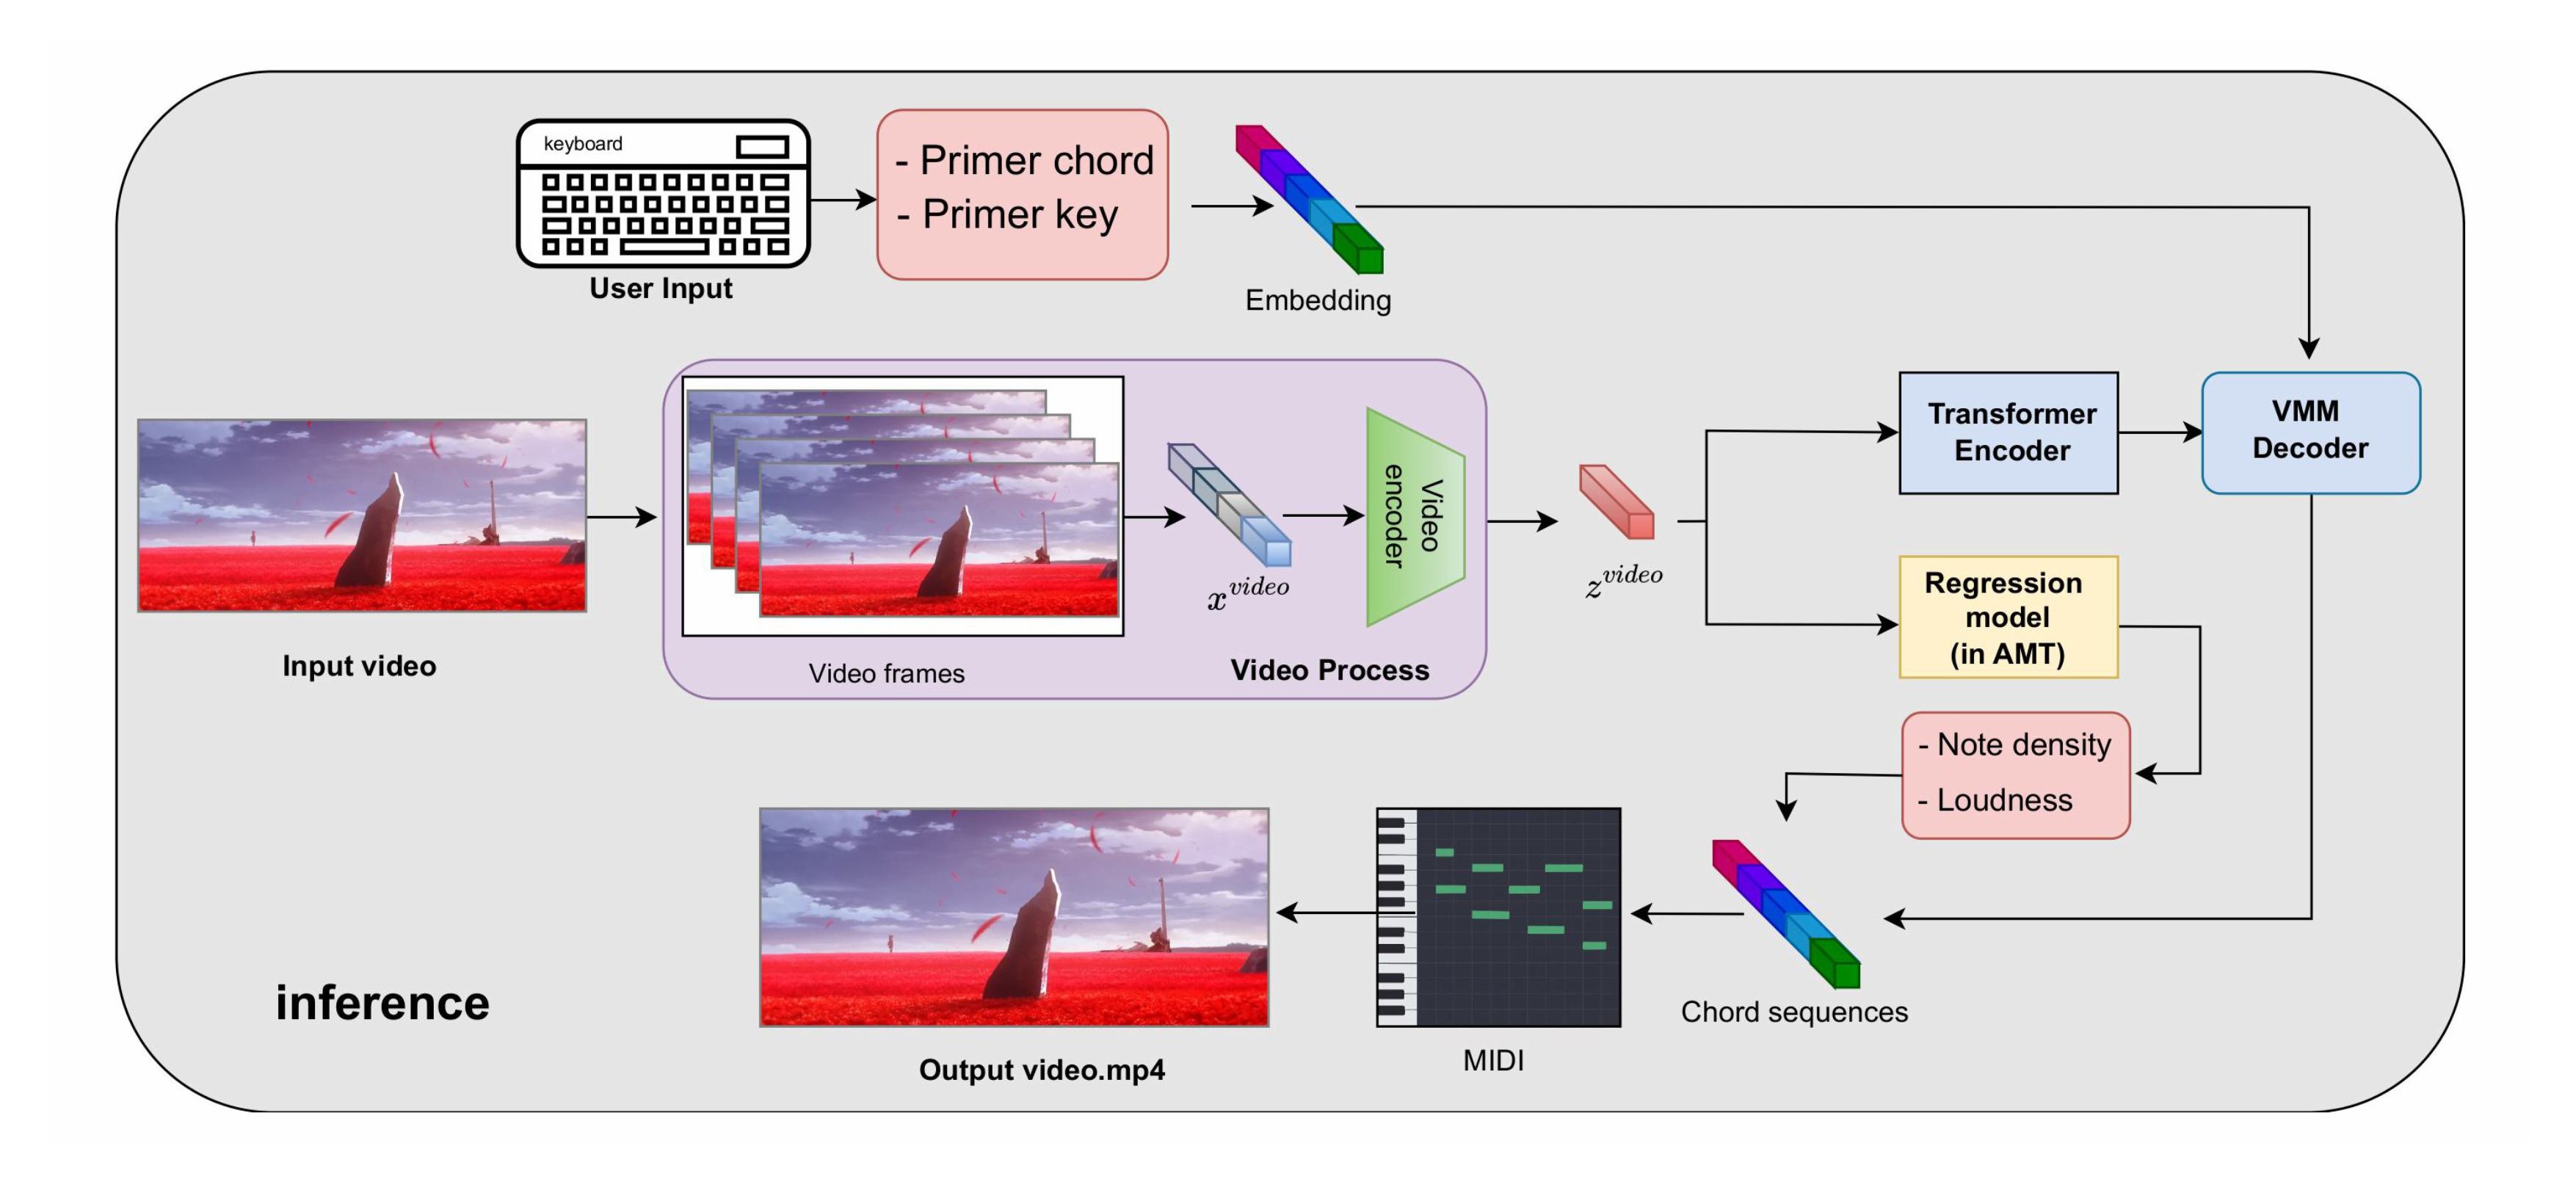 keyboard
- Primer chord
- Primer key
User Input
Embedding
Input video
Video frames
x^video
Video
encoder
Video Process
z^video
Transformer
Encoder
VMM
Decoder
Regression
model
(in AMT)
- Note density
- Loudness
Chord sequences
MIDI
Output video.mp4
inference